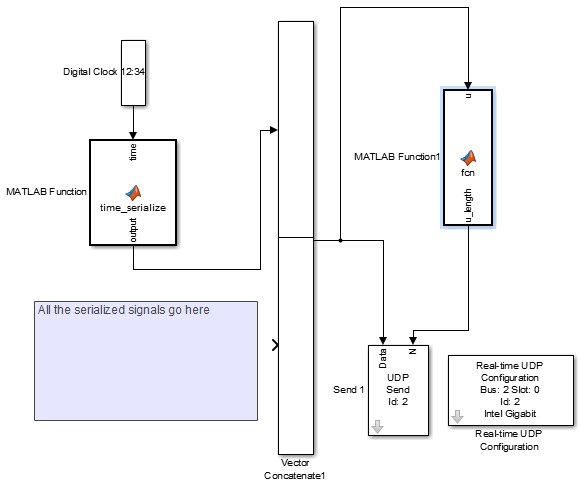 Digital Clock 12:34
time
MATLAB Function
time_serialize
output
All the serialized signals go here
Vector
Concatenate1
u
MATLAB Function1
fcn
u_length
Data
N
UDP
Send
Id: 2
Send 1
Real-time UDP
Configuration
Bus: 2 Slot: 0
Id: 2
Intel Gigabit
Real-time UDP
Configuration